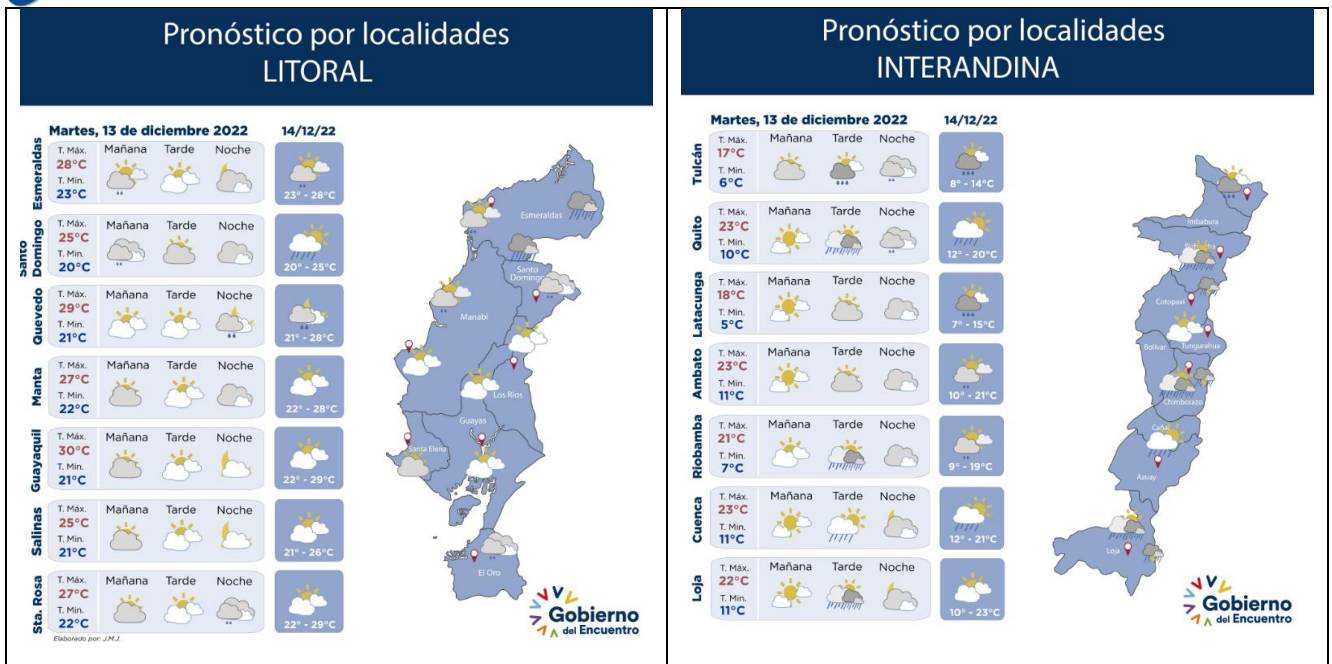 Pronóstico por localidades
LITORAL
Martes, 13 de diciembre 2022
14/12/22
Esmeraldas
T. Máx. Mañana Tarde Noche
28°C
T. Min.
23°C
23° - 28°C
Santo
Domingo
T. Máx. Mañana Tarde Noche
25°C
T. Min.
20°C
20° - 25°C
Quevedo
T. Máx. Mañana Tarde Noche
29°C
T. Min.
21°C
21° - 28°C
Manta
T. Máx. Mañana Tarde Noche
27°C
T. Min.
22°C
22° - 28°C
Guayaquil
T. Máx. Mañana Tarde Noche
30°C
T. Min.
21°C
22° - 29°C
Salinas
T. Máx. Mañana Tarde Noche
25°C
T. Min.
21°C
21° - 26°C
Sta. Rosa
T. Máx. Mañana Tarde Noche
27°C
T. Min.
22°C
22° - 29°C
Elaborado por: J.M.J.
Esmeraldas
Santo
Domingo
Manabí
Los Ríos
Guayas
Santa Elena
El Oro
Gobierno
del Encuentro
Pronóstico por localidades
INTERANDINA
Martes, 13 de diciembre 2022
14/12/22
Tulcán
T. Máx. Mañana Tarde Noche
17°C
T. Min.
6°C
8° - 14°C
Quito
T. Máx. Mañana Tarde Noche
23°C
T. Min.
10°C
12° - 20°C
Latacunga
T. Máx. Mañana Tarde Noche
18°C
T. Min.
5°C
7° - 15°C
Ambato
T. Máx. Mañana Tarde Noche
23°C
T. Min.
11°C
10° - 21°C
Riobamba
T. Máx. Mañana Tarde Noche
21°C
T. Min.
7°C
9° - 19°C
Cuenca
T. Máx. Mañana Tarde Noche
23°C
T. Min.
11°C
12° - 21°C
Loja
T. Máx. Mañana Tarde Noche
22°C
T. Min.
11°C
10° - 23°C
Imbabura
Cotopaxi
Bolívar
Tungurahua
Chimborazo
Azuay
Loja
Gobierno
del Encuentro